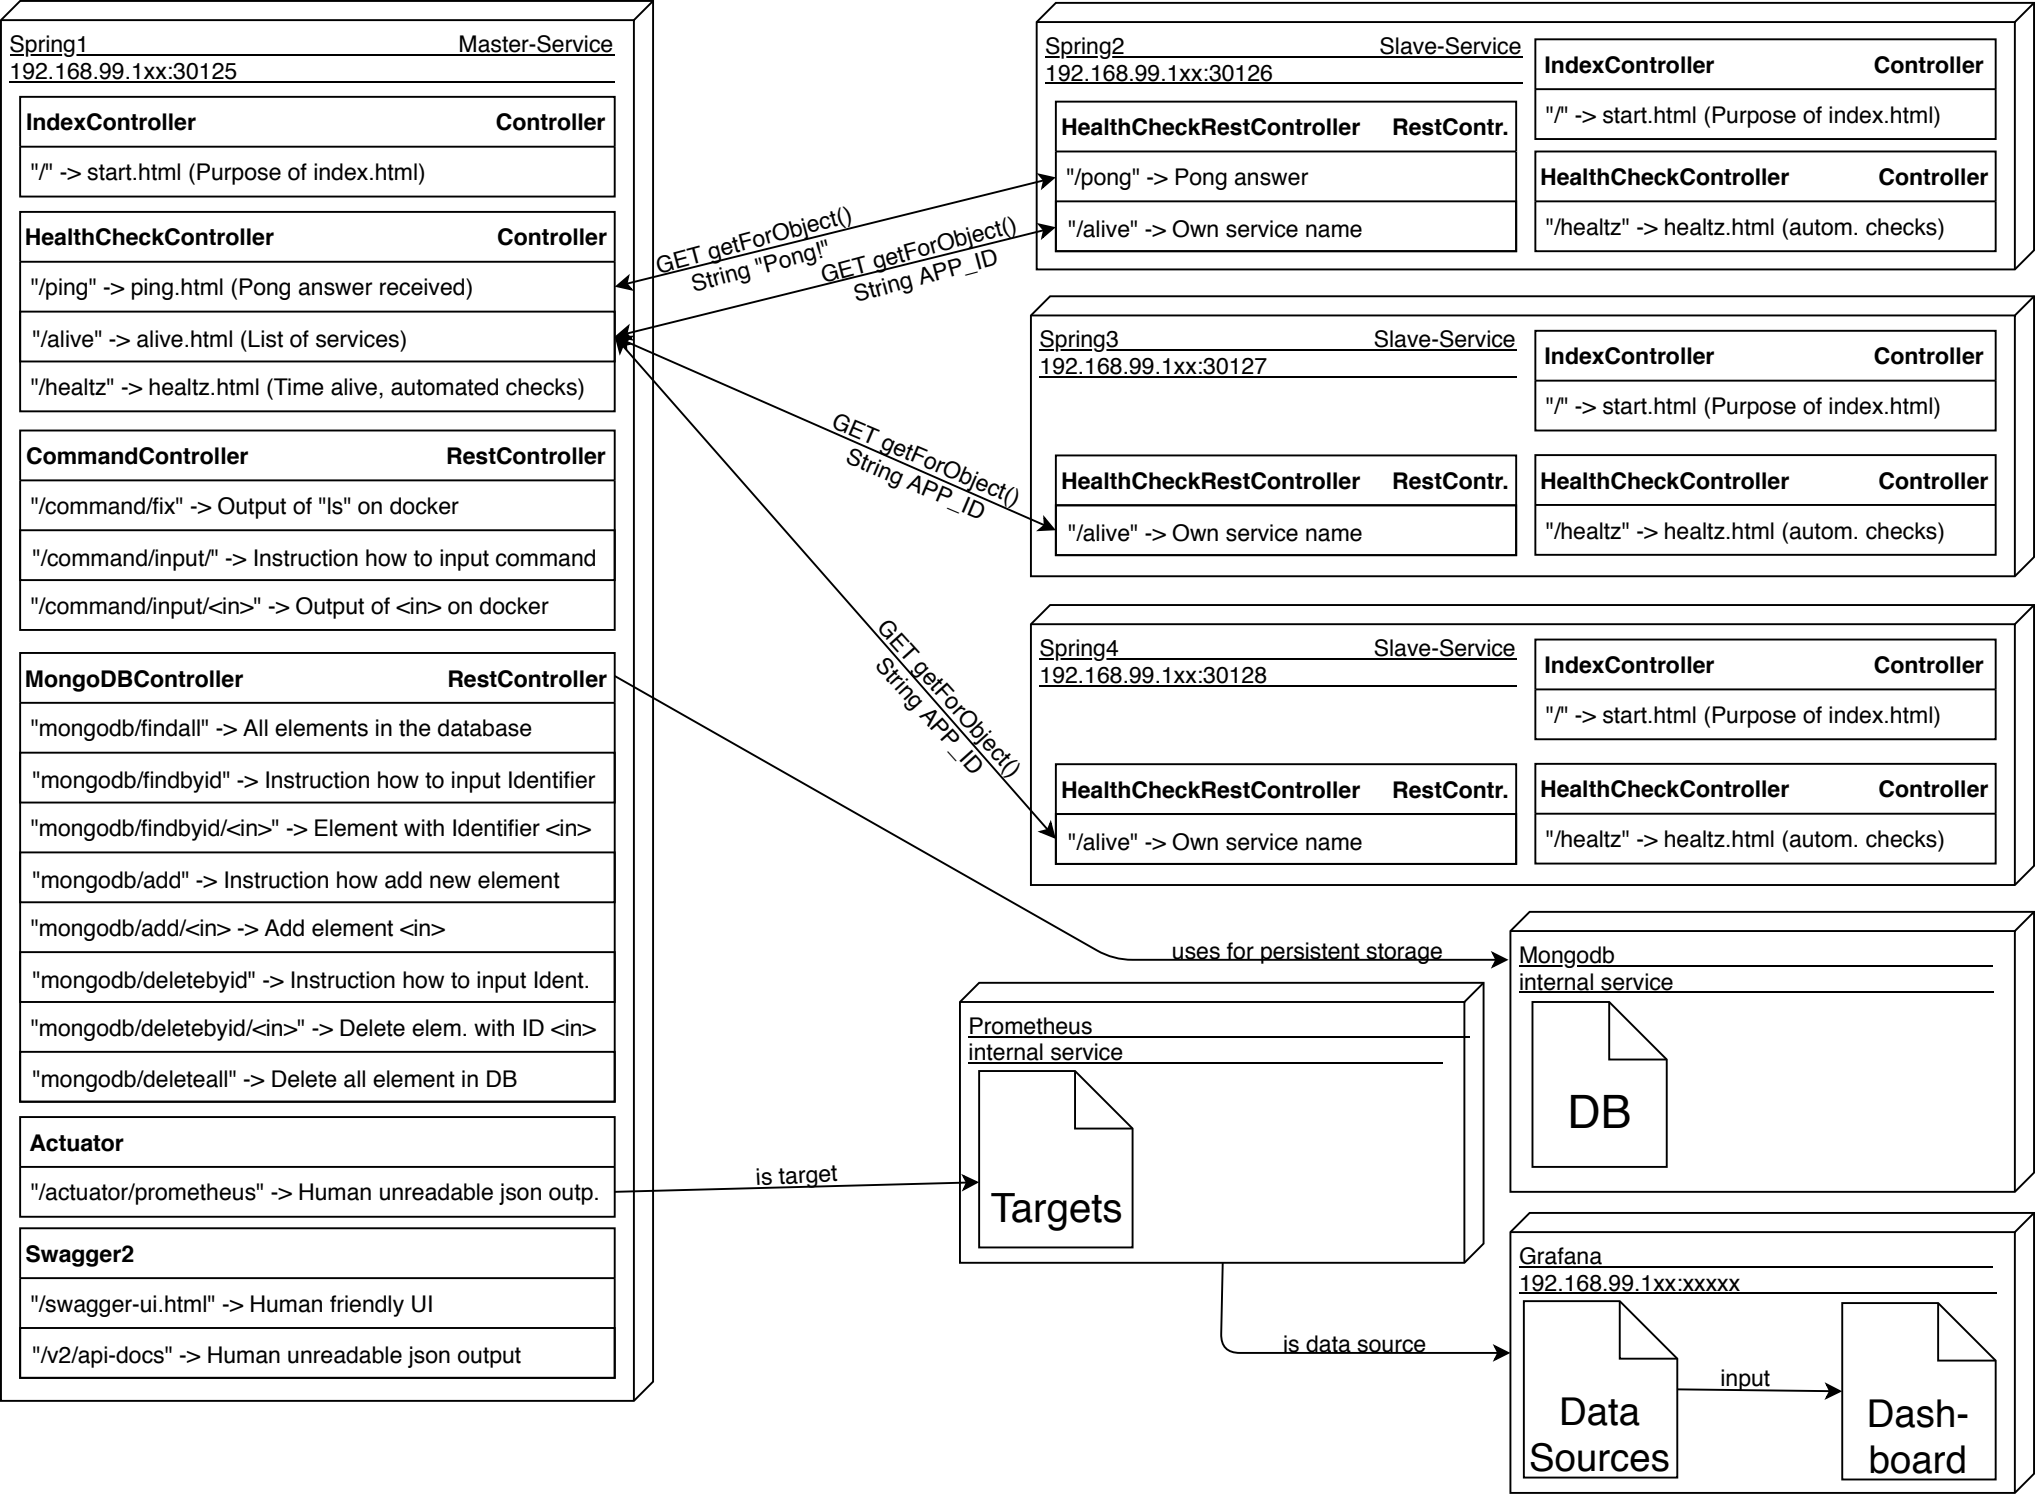 Spring1 Master-Service
192.168.99.1xx:30125
IndexController Controller
"/" -> start.html (Purpose of index.html)
HealthCheckController Controller
"/ping" -> ping.html (Pong answer received)
"/alive" -> alive.html (List of services)
"/healtz" -> healtz.html (Time alive, automated checks)
CommandController RestController
"/command/fix" -> Output of "ls" on docker
"/command/input/" -> Instruction how to input command
"/command/input/<in>" -> Output of <in> on docker
MongoDBController RestController
"mongodb/findall" -> All elements in the database
"mongodb/findbyid" -> Instruction how to input Identifier
"mongodb/findbyid/<in>" -> Element with Identifier <in>
"mongodb/add" -> Instruction how add new element
"mongodb/add/<in> -> Add element <in>
"mongodb/deletebyid" -> Instruction how to input Ident.
"mongodb/deletebyid/<in>" -> Delete elem. with ID <in>
"mongodb/deleteall" -> Delete all element in DB
Actuator
"/actuator/prometheus" -> Human unreadable json outp.
Swagger2
"/swagger-ui.html" -> Human friendly UI
"/v2/api-docs" -> Human unreadable json output
GET getForObject()
String "Pong!"
GET getForObject()
String APP_ID
GET getForObject()
String APP_ID
GET getForObject()
String APP_ID
Spring2 Slave-Service
192.168.99.1xx:30126
HealthCheckRestController RestContr.
"/pong" -> Pong answer
"/alive" -> Own service name
IndexController Controller
"/" -> start.html (Purpose of index.html)
HealthCheckController Controller
"/healtz" -> healtz.html (autom. checks)
Spring3 Slave-Service
192.168.99.1xx:30127
HealthCheckRestController RestContr.
"/alive" -> Own service name
IndexController Controller
"/" -> start.html (Purpose of index.html)
HealthCheckController Controller
"/healtz" -> healtz.html (autom. checks)
Spring4 Slave-Service
192.168.99.1xx:30128
HealthCheckRestController RestContr.
"/alive" -> Own service name
IndexController Controller
"/" -> start.html (Purpose of index.html)
HealthCheckController Controller
"/healtz" -> healtz.html (autom. checks)
uses for persistent storage
Mongodb
internal service
DB
is target
Prometheus
internal service
Targets
is data source
Grafana
192.168.99.1xx:xxxxx
Data
Sources
input
Dash-
board